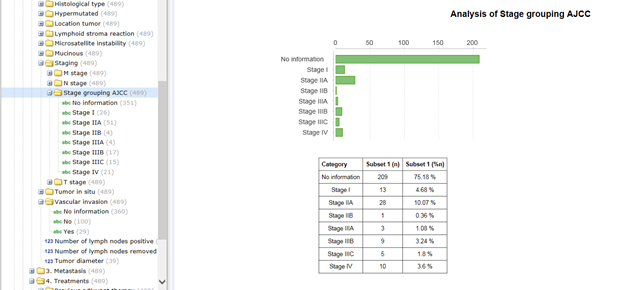 Histological type (489)
Hypermutated (489)
Location tumor (489)
Lymphoid stroma reaction (489)
Microsatellite instability (489)
Mucinous (489)
Staging (489)
M stage (489)
N stage (489)
Stage grouping AJCC (489)
abc No information (351)
abc Stage I (26)
abc Stage IIA (51)
abc Stage IIB (4)
abc Stage IIIA (4)
abc Stage IIIB (17)
abc Stage IIIC (15)
abc Stage IV (21)
T stage (489)
Tumor in situ (489)
Vascular invasion (489)
abc No information (360)
abc No (100)
abc Yes (29)
123 Number of lymph nodes positive (
123 Number of lymph nodes removed
123 Tumor diameter (39)
3. Metastasis (489)
4. Treatments (489)
Analysis of Stage grouping AJCC
0 50 100 150 200
No information
Stage I
Stage IIA
Stage IIB
Stage IIIA
Stage IIIB
Stage IIIC
Stage IV
Category Subset 1 (n) Subset 1 (%n)
No information 209 75.18 %
Stage I 13 4.68 %
Stage IIA 28 10.07 %
Stage IIB 1 0.36 %
Stage IIIA 3 1.08 %
Stage IIIB 9 3.24 %
Stage IIIC 5 1.8 %
Stage IV 10 3.6 %